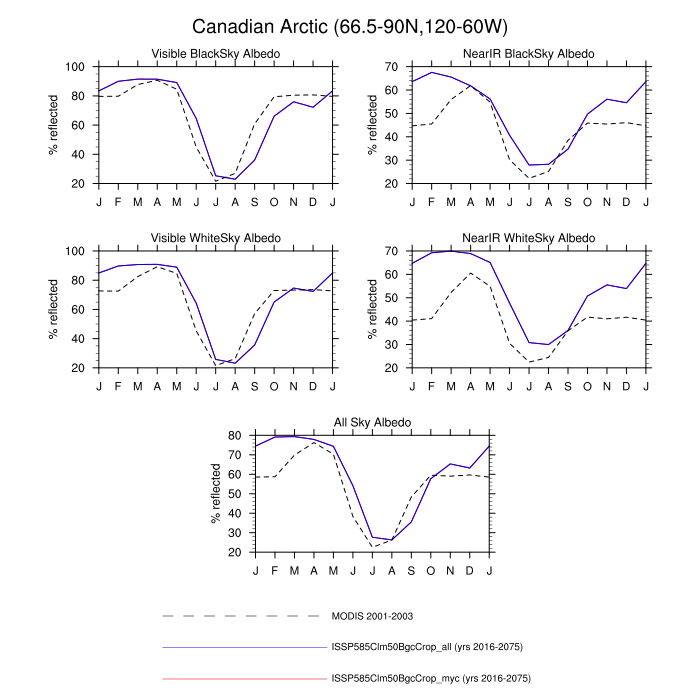 Canadian Arctic (66.5-90N,120-60W)
Visible BlackSky Albedo
% reflected
100
80
60
40
20
J F M A M J J A S O N D J
NearIR BlackSky Albedo
% reflected
70
60
50
40
30
20
J F M A M J J A S O N D J
Visible WhiteSky Albedo
% reflected
100
80
60
40
20
J F M A M J J A S O N D J
NearIR WhiteSky Albedo
% reflected
70
60
50
40
30
20
J F M A M J J A S O N D J
All Sky Albedo
% reflected
80
70
60
50
40
30
20
J F M A M J J A S O N D J
MODIS 2001-2003
ISSP585Clm50BgcCrop_all (yrs 2016-2075)
ISSP585Clm50BgcCrop_myc (yrs 2016-2075)